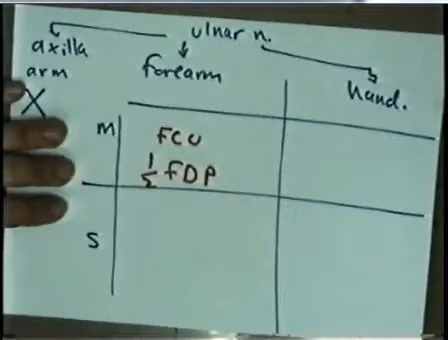 ulnar n.
axilla
arm
forearm
hand.
X
M
FCU
1/2 FDP
S